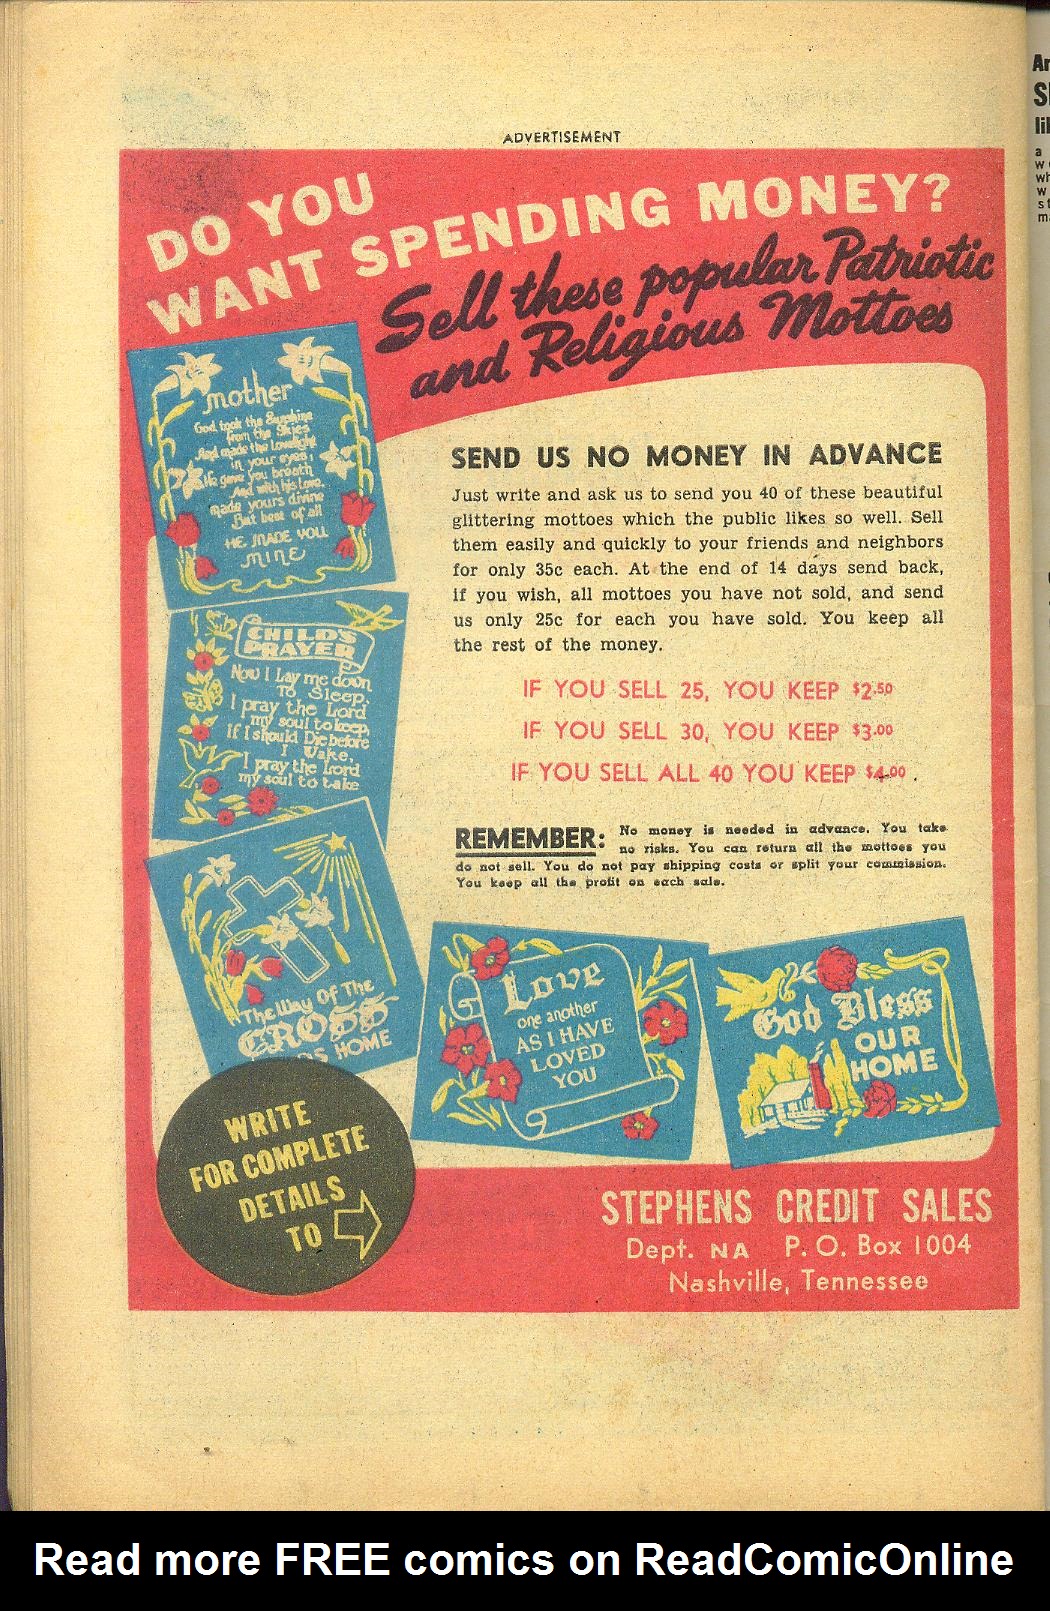 ADVERTISEMENT
DO YOU
WANT SPENDING MONEY?
Sell these popular Patriotic
and Religious Mottoes
mother
God took the Sunshine
from the Skies
And made the Lovelight
in your eyes,
He gave you breath
And with his Love,
made yours divine
But best of all
HE MADE YOU
MINE
CHILD'S
PRAYER
Now I Lay me down
To Sleep,
I pray the Lord
my soul to keep,
If I should Die before
I Wake,
I pray the Lord
my soul to take
The Way Of The
CROSS
HOME
SEND US NO MONEY IN ADVANCE
Just write and ask us to send you 40 of these beautiful
glittering mottoes which the public likes so well. Sell
them easily and quickly to your friends and neighbors
for only 35c each. At the end of 14 days send back,
if you wish, all mottoes you have not sold, and send
us only 25c for each you have sold. You keep all
the rest of the money.
IF YOU SELL 25, YOU KEEP $2.50
IF YOU SELL 30, YOU KEEP $3.00
IF YOU SELL ALL 40 YOU KEEP $4.00 .
REMEMBER: No money is needed in advance. You take
no risks. You can return all the mottoes you
do not sell. You do not pay shipping costs or split your commission.
You keep all the profit on each sale.
Love
one another
AS I HAVE
LOVED
YOU
God Bless
OUR
HOME
WRITE
FOR COMPLETE
DETAILS
TO
STEPHENS CREDIT SALES
Dept. NA P. O. Box 1004
Nashville, Tennessee
Read more FREE comics on ReadComicOnline